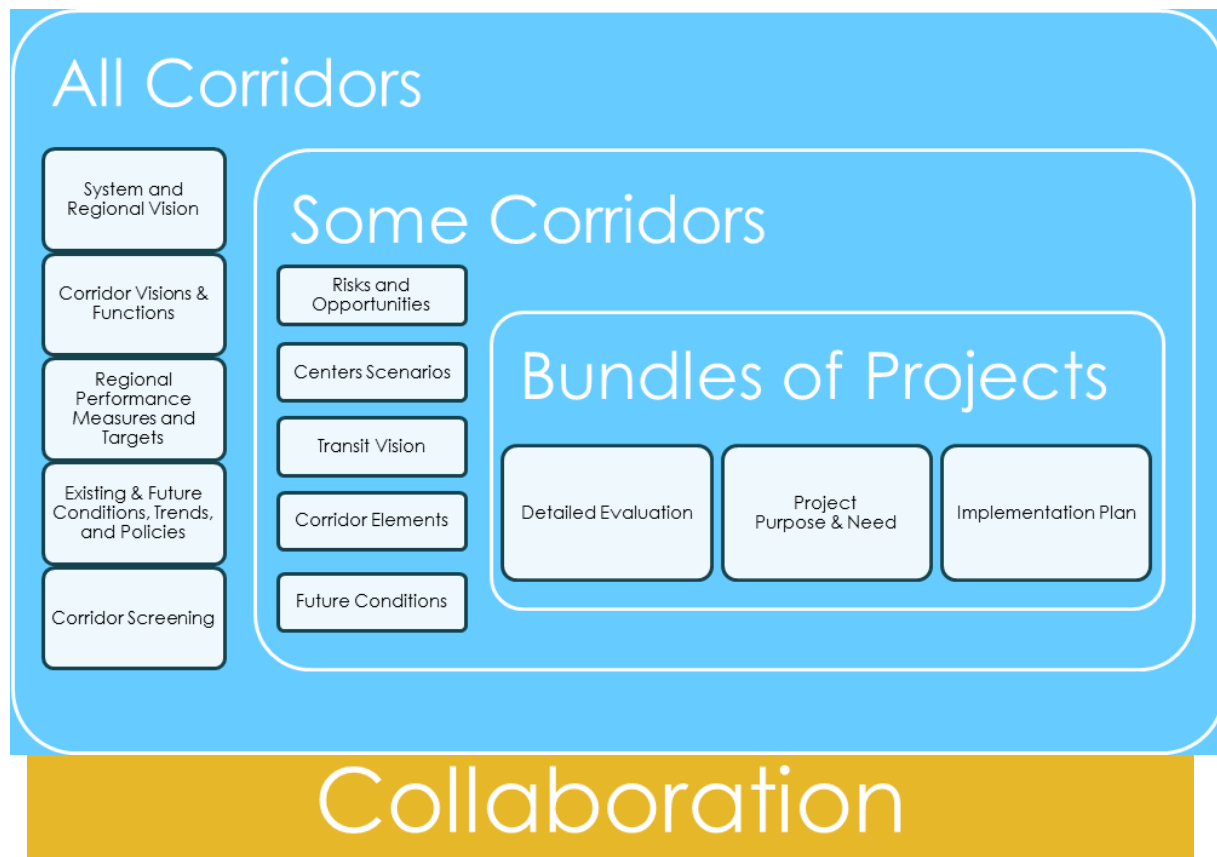 All Corridors
System and
Regional Vision
Corridor Visions &
Functions
Regional
Performance
Measures and
Targets
Existing & Future
Conditions, Trends,
and Policies
Corridor Screening
Some Corridors
Risks and
Opportunities
Centers Scenarios
Transit Vision
Corridor Elements
Future Conditions
Bundles of Projects
Detailed Evaluation
Project
Purpose & Need
Implementation Plan
Collaboration